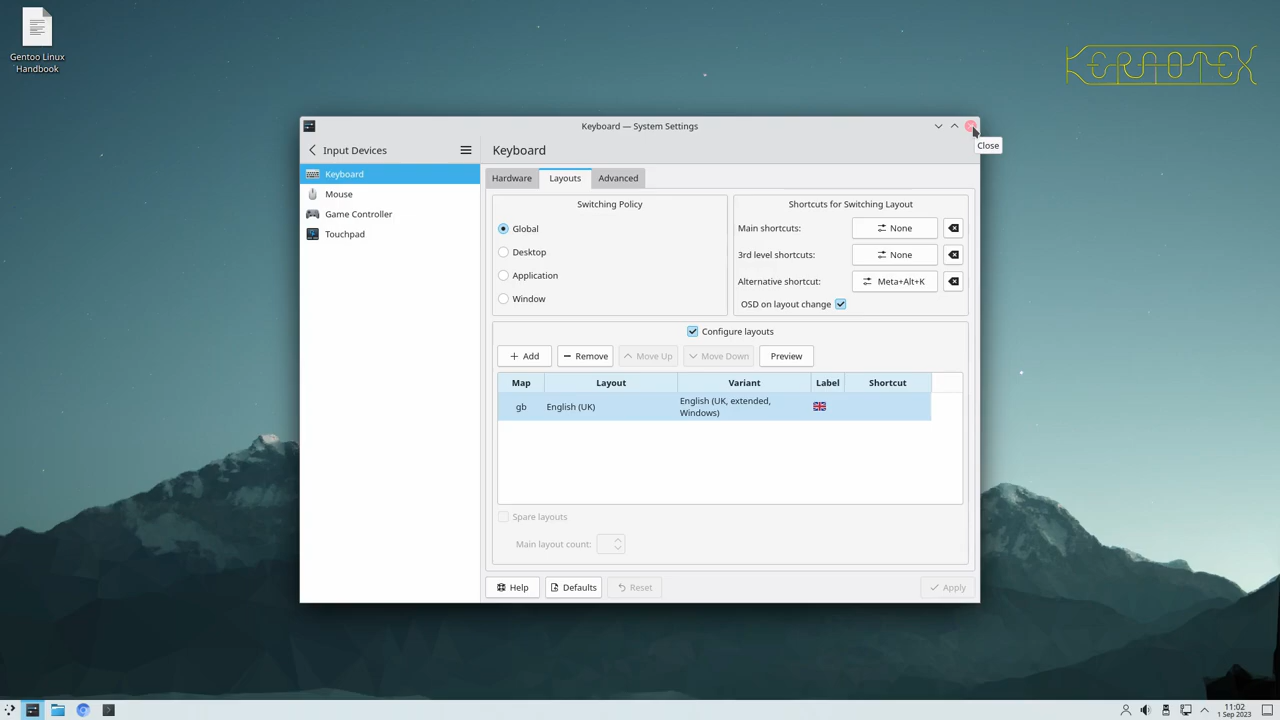 Gentoo Linux
Handbook
KERAOTEX
Keyboard — System Settings
Close
Input Devices
Keyboard
Keyboard
Mouse
Game Controller
Touchpad
Hardware
Layouts
Advanced
Switching Policy
Global
Desktop
Application
Window
Shortcuts for Switching Layout
Main shortcuts:
None
3rd level shortcuts:
None
Alternative shortcut:
Meta+Alt+K
OSD on layout change
Configure layouts
Add
Remove
Move Up
Move Down
Preview
Map
Layout
Variant
Label
Shortcut
gb
English (UK)
English (UK, extended,
Windows)
Spare layouts
Main layout count:
Help
Defaults
Reset
Apply
11:02
1 Sep 2023